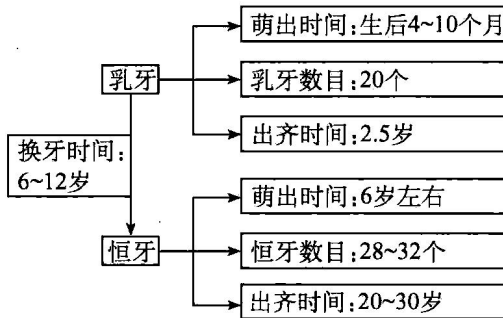 萌出时间:生后4~10个月
乳牙
乳牙数目:20个
出齐时间:2.5岁
换牙时间:
6~12岁
萌出时间:6岁左右
恒牙
恒牙数目:28~32个
出齐时间:20~30岁